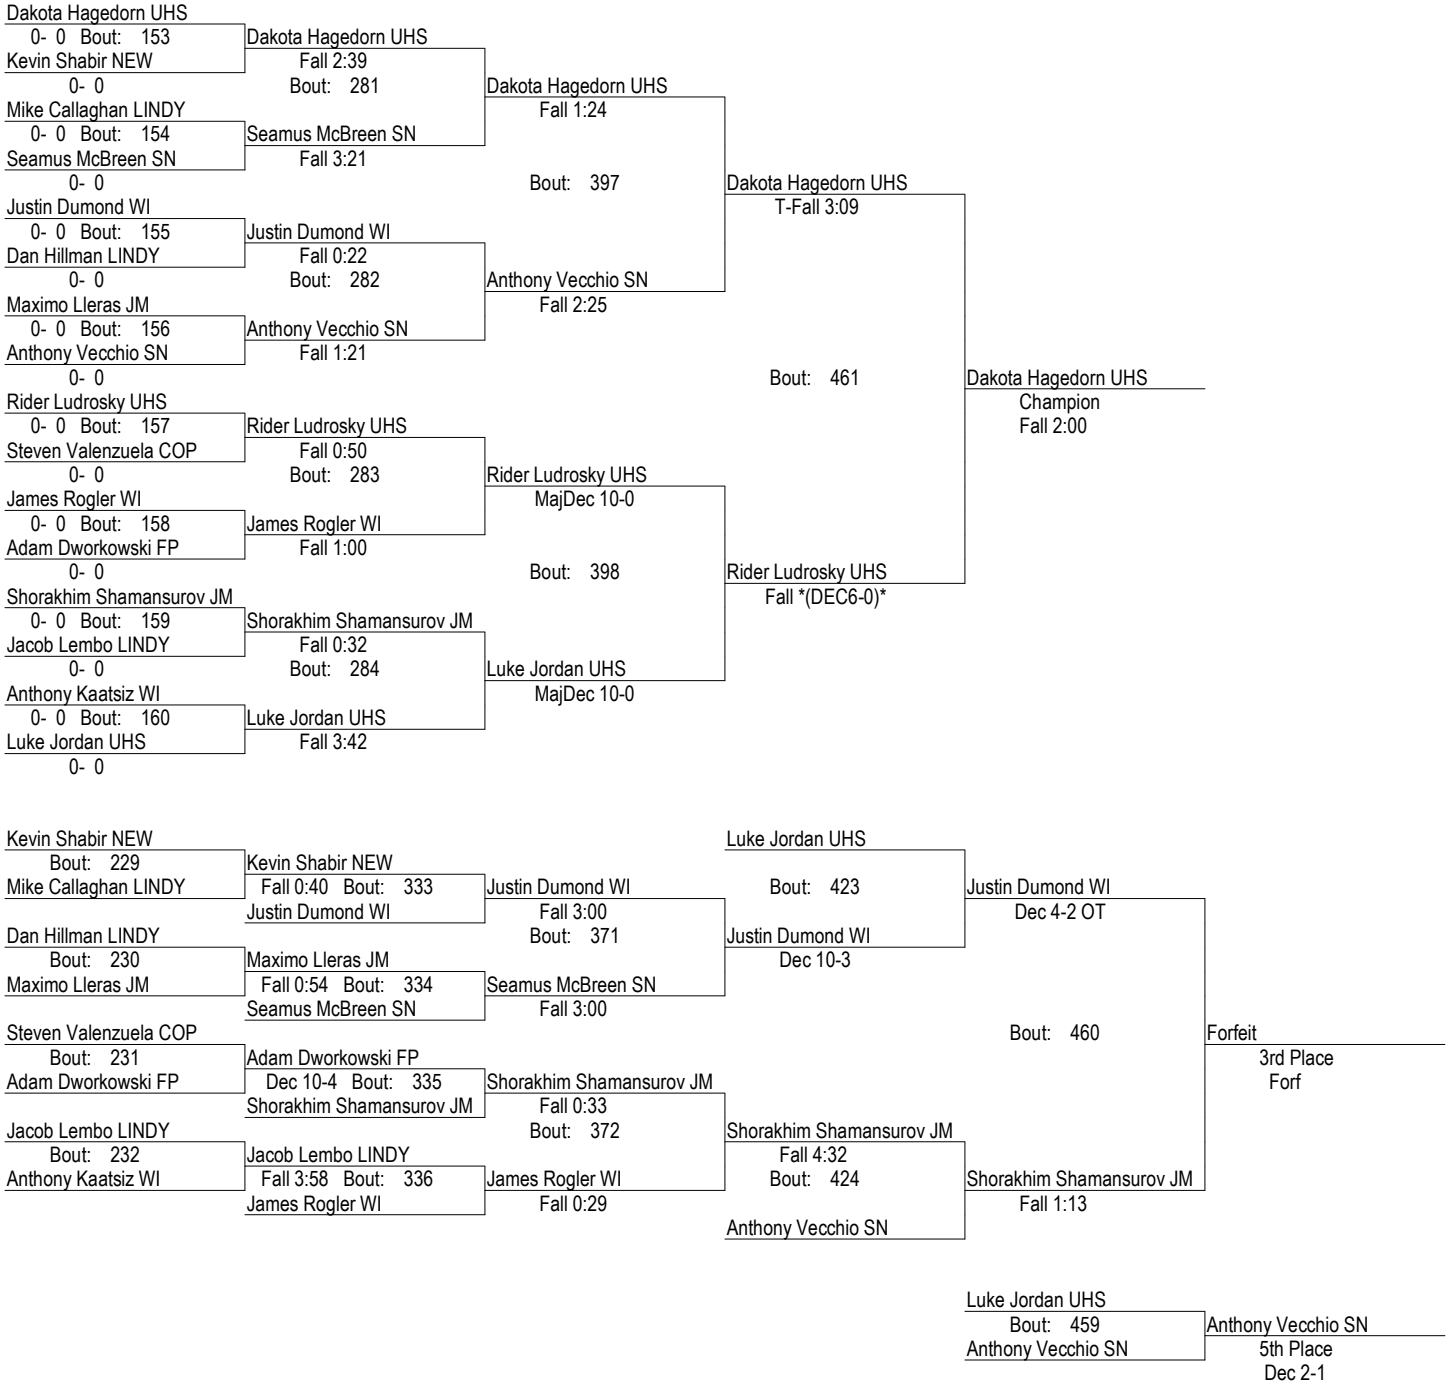 Dakota Hagedorn UHS
0- 0 Bout: 153 Dakota Hagedorn UHS
Kevin Shabir NEW Fall 2:39
0- 0 Bout: 281 Dakota Hagedorn UHS
Mike Callaghan LINDY Fall 1:24
0- 0 Bout: 154 Seamus McBreen SN
Seamus McBreen SN Fall 3:21
0- 0 Bout: 397 Dakota Hagedorn UHS
Justin Dumond WI T-Fall 3:09
0- 0 Bout: 155 Justin Dumond WI
Dan Hillman LINDY Fall 0:22
0- 0 Bout: 282 Anthony Vecchio SN
Maximo Lleras JM Fall 2:25
0- 0 Bout: 156 Anthony Vecchio SN
Anthony Vecchio SN Fall 1:21
0- 0 Bout: 461 Dakota Hagedorn UHS
Rider Ludrosky UHS Champion
0- 0 Bout: 157 Rider Ludrosky UHS Fall 2:00
Steven Valenzuela COP Fall 0:50
0- 0 Bout: 283 Rider Ludrosky UHS
James Rogler WI MajDec 10-0
0- 0 Bout: 158 James Rogler WI
Adam Dworkowski FP Fall 1:00
0- 0 Bout: 398 Rider Ludrosky UHS
Shorakhim Shamansurov JM Fall *(DEC6-0)*
0- 0 Bout: 159 Shorakhim Shamansurov JM
Jacob Lembo LINDY Fall 0:32
0- 0 Bout: 284 Luke Jordan UHS
Anthony Kaatsiz WI MajDec 10-0
0- 0 Bout: 160 Luke Jordan UHS
Luke Jordan UHS Fall 3:42
0- 0
Kevin Shabir NEW Luke Jordan UHS
Bout: 229 Kevin Shabir NEW
Mike Callaghan LINDY Fall 0:40 Bout: 333 Justin Dumond WI Bout: 423 Justin Dumond WI
Justin Dumond WI Fall 3:00 Dec 4-2 OT
Dan Hillman LINDY Bout: 371 Justin Dumond WI
Bout: 230 Maximo Lleras JM Dec 10-3
Maximo Lleras JM Fall 0:54 Bout: 334 Seamus McBreen SN
Seamus McBreen SN Fall 3:00
Steven Valenzuela COP Bout: 460 Forfeit
Bout: 231 Adam Dworkowski FP 3rd Place
Adam Dworkowski FP Dec 10-4 Bout: 335 Shorakhim Shamansurov JM Forf
Shorakhim Shamansurov JM Fall 0:33
Jacob Lembo LINDY Bout: 372 Shorakhim Shamansurov JM
Bout: 232 Jacob Lembo LINDY Fall 4:32
Anthony Kaatsiz WI Fall 3:58 Bout: 336 James Rogler WI Bout: 424 Shorakhim Shamansurov JM
James Rogler WI Fall 0:29 Fall 1:13
Anthony Vecchio SN
Luke Jordan UHS
Bout: 459 Anthony Vecchio SN
Anthony Vecchio SN 5th Place
Dec 2-1